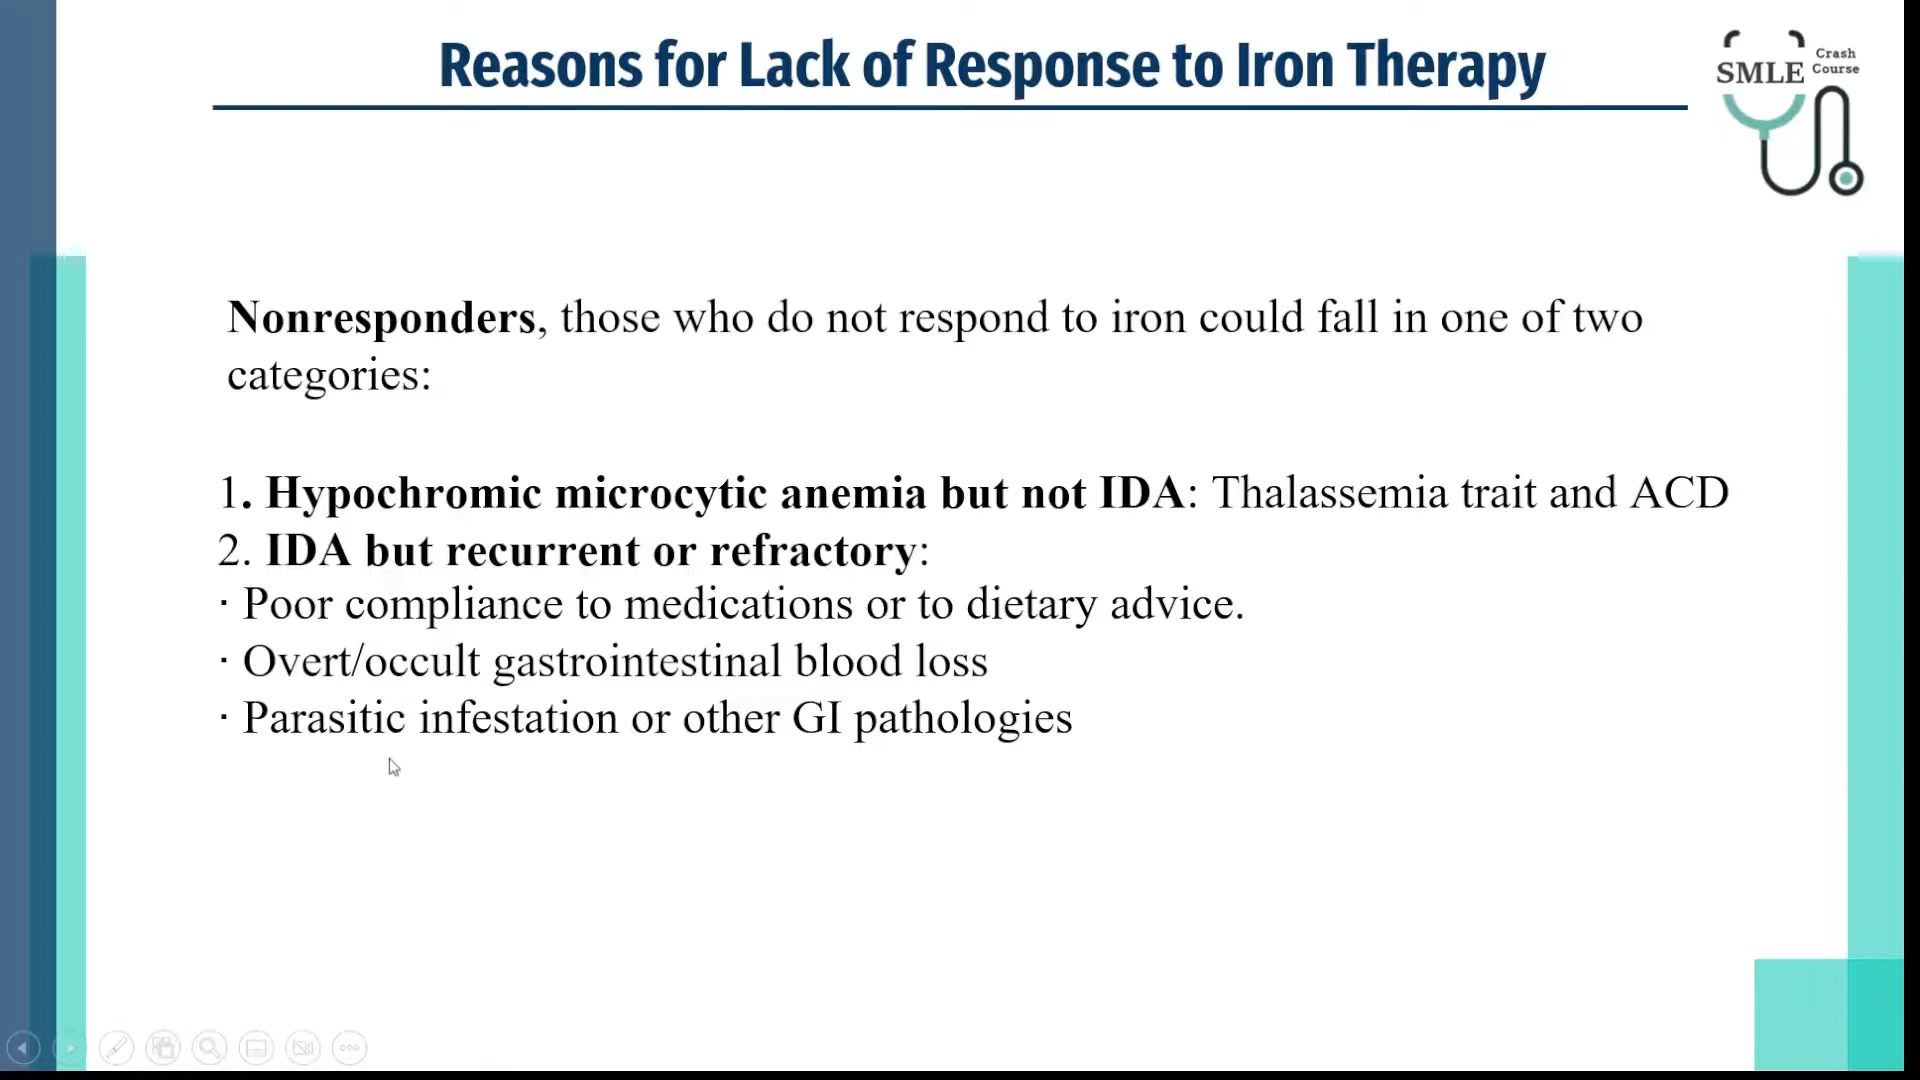 Reasons for Lack of Response to Iron Therapy
SMLE
Crash
Course
Nonresponders, those who do not respond to iron could fall in one of two
categories:
1. Hypochromic microcytic anemia but not IDA: Thalassemia trait and ACD
2. IDA but recurrent or refractory:
· Poor compliance to medications or to dietary advice.
· Overt/occult gastrointestinal blood loss
· Parasitic infestation or other GI pathologies